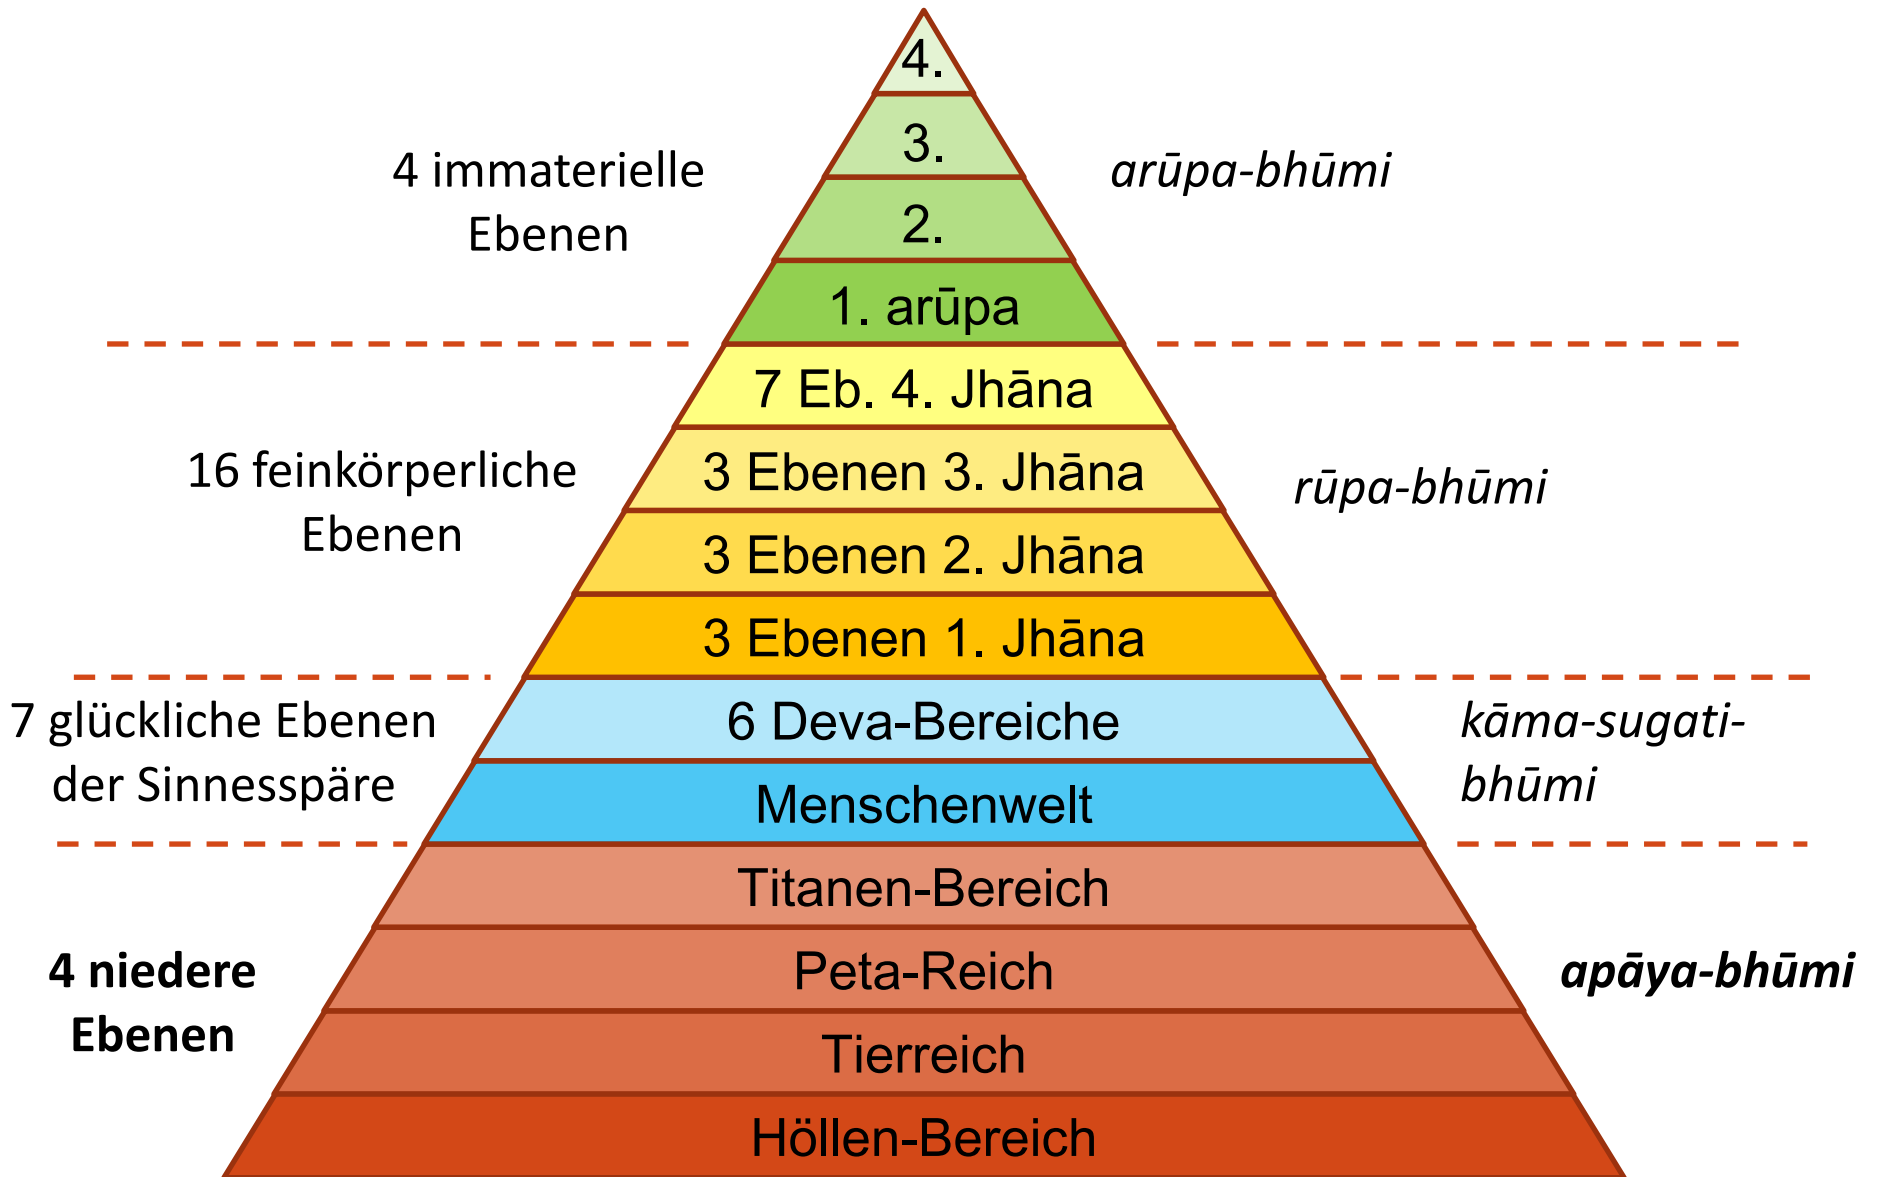 4.
3.
4 immaterielle
Ebenen
arūpa-bhūmi
2.
1. arūpa
7 Eb. 4. Jhāna
16 feinkörperliche
Ebenen
3 Ebenen 3. Jhāna
rūpa-bhūmi
3 Ebenen 2. Jhāna
3 Ebenen 1. Jhāna
7 glückliche Ebenen
der Sinnesspäre
6 Deva-Bereiche
kāma-sugati-
bhūmi
Menschenwelt
Titanen-Bereich
4 niedere
Ebenen
Peta-Reich
apāya-bhūmi
Tierreich
Höllen-Bereich